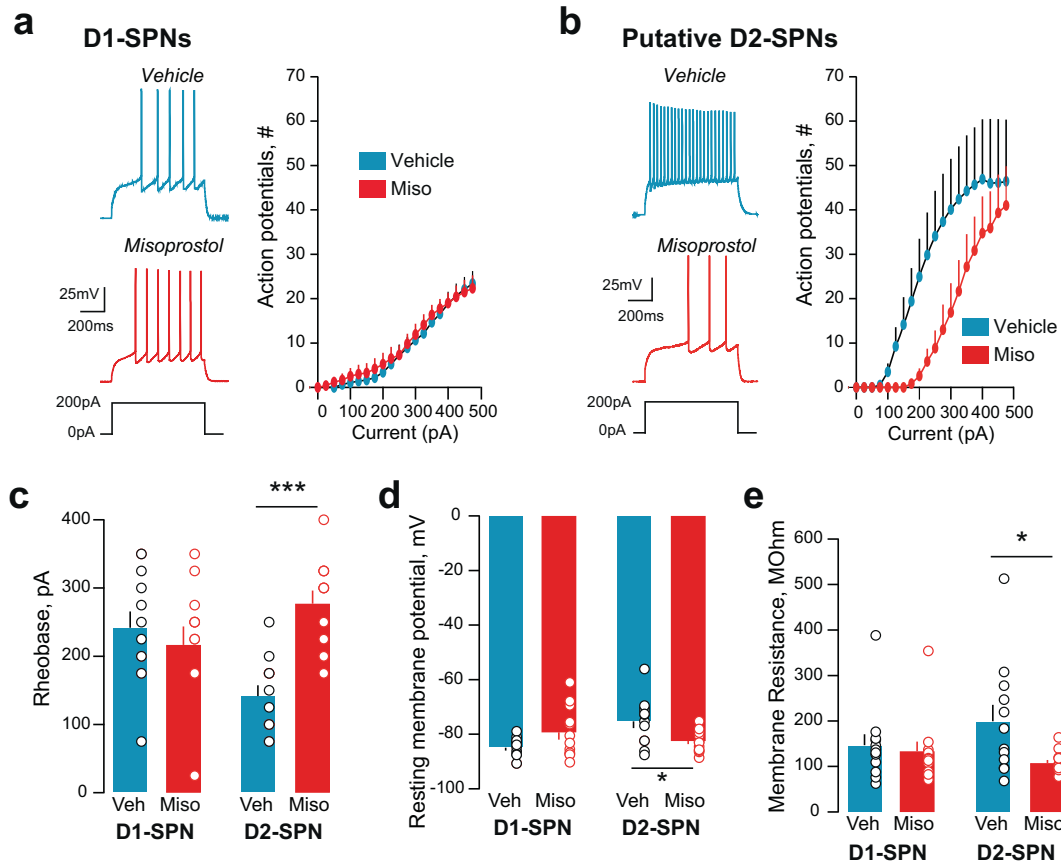 a
D1-SPNs
Vehicle
Misoprostol
25mV
200ms
200pA
0pA
Action potentials, #
70
60
50
40
30
20
10
0
Vehicle
Miso
0
100
200
300
400
500
Current (pA)
b
Putative D2-SPNs
Vehicle
Misoprostol
25mV
200ms
200pA
0pA
Action potentials, #
70
60
50
40
30
20
10
0
Vehicle
Miso
0
100
200
300
400
500
Current (pA)
c
***
Rheobase, pA
400
300
200
100
0
Veh Miso Veh Miso
D1-SPN D2-SPN
d
Resting membrane potential, mV
0
-20
-40
-60
-80
-100
*
Veh Miso Veh Miso
D1-SPN D2-SPN
e
*
Membrane Resistance, MOhm
600
500
400
300
200
100
0
Veh Miso Veh Miso
D1-SPN D2-SPN